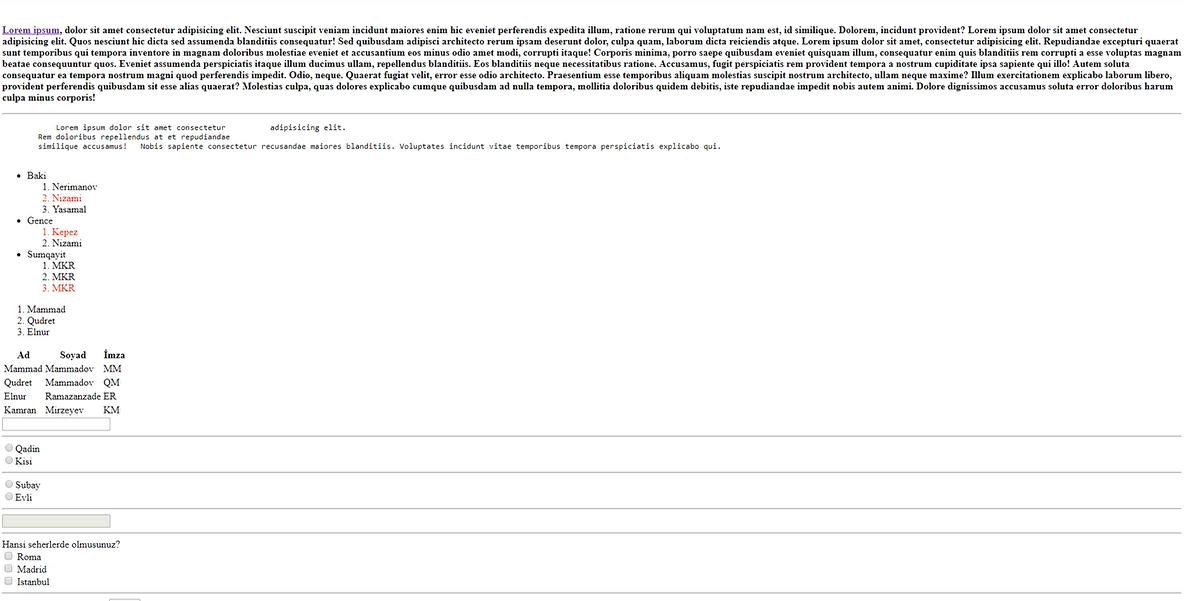 Lorem ipsum, dolor sit amet consectetur adipisicing elit. Nesciunt suscipit veniam incidunt maiores enim hic eveniet perferendis expedita illum, ratione rerum qui voluptatum nam est, id similique. Dolorem, incidunt provident? Lorem ipsum dolor sit amet consectetur
adipisicing elit. Quos nesciunt hic dicta sed assumenda blanditiis consequatur! Sed quibusdam adipisci architecto rerum ipsam deserunt dolor, culpa quam, laborum dicta reiciendis atque. Lorem ipsum dolor sit amet, consectetur adipisicing elit. Repudiandae excepturi quaerat
sunt temporibus qui tempora inventore in magnam doloribus molestiae eveniet et accusantium eos minus odio amet modi, corrupti itaque! Corporis minima, porro saepe quibusdam eveniet quisquam illum, consequatur enim quis blanditiis rem corrupti a esse voluptas magnam
beatae consequuntur quos. Eveniet assumenda perspiciatis itaque illum ducimus ullam, repellendus blanditiis. Eos blanditiis neque necessitatibus ratione. Accusamus, fugit perspiciatis rem provident tempora a nostrum cupiditate ipsa sapiente qui illo! Autem soluta
consequatur ea tempora nostrum magni quod perferendis impedit. Odio, neque. Quaerat fugiat velit, error esse odio architecto. Praesentium esse temporibus aliquam molestias suscipit nostrum architecto, ullam neque maxime? Illum exercitationem explicabo laborum libero,
provident perferendis quibusdam sit esse alias quaerat? Molestias culpa, quas dolores explicabo cumque quibusdam ad nulla tempora, mollitia doloribus quidem debitis, iste repudiandae impedit nobis autem animi. Dolore dignissimos accusamus soluta error doloribus harum
culpa minus corporis!
Lorem ipsum dolor sit amet consectetur adipisicing elit.
Rem doloribus repellendus at et repudiandae
similique accusamus! Nobis sapiente consectetur recusandae maiores blanditiis. Voluptates incidunt vitae temporibus tempora perspiciatis explicabo qui.
• Baki
1. Nerimanov
2. Nizami
3. Yasamal
• Gence
1. Kepez
2. Nizami
• Sumqayit
1. MKR
2. MKR
3. MKR
1. Mammad
2. Qudret
3. Elnur
Ad Soyad İmza
Mammad Mammadov MM
Qudret Mammadov QM
Elnur Ramazanzade ER
Kamran Mirzeyev KM
Qadin
Kisi
Subay
Evli
Hansi seherlerde olmusunuz?
Roma
Madrid
Istanbul